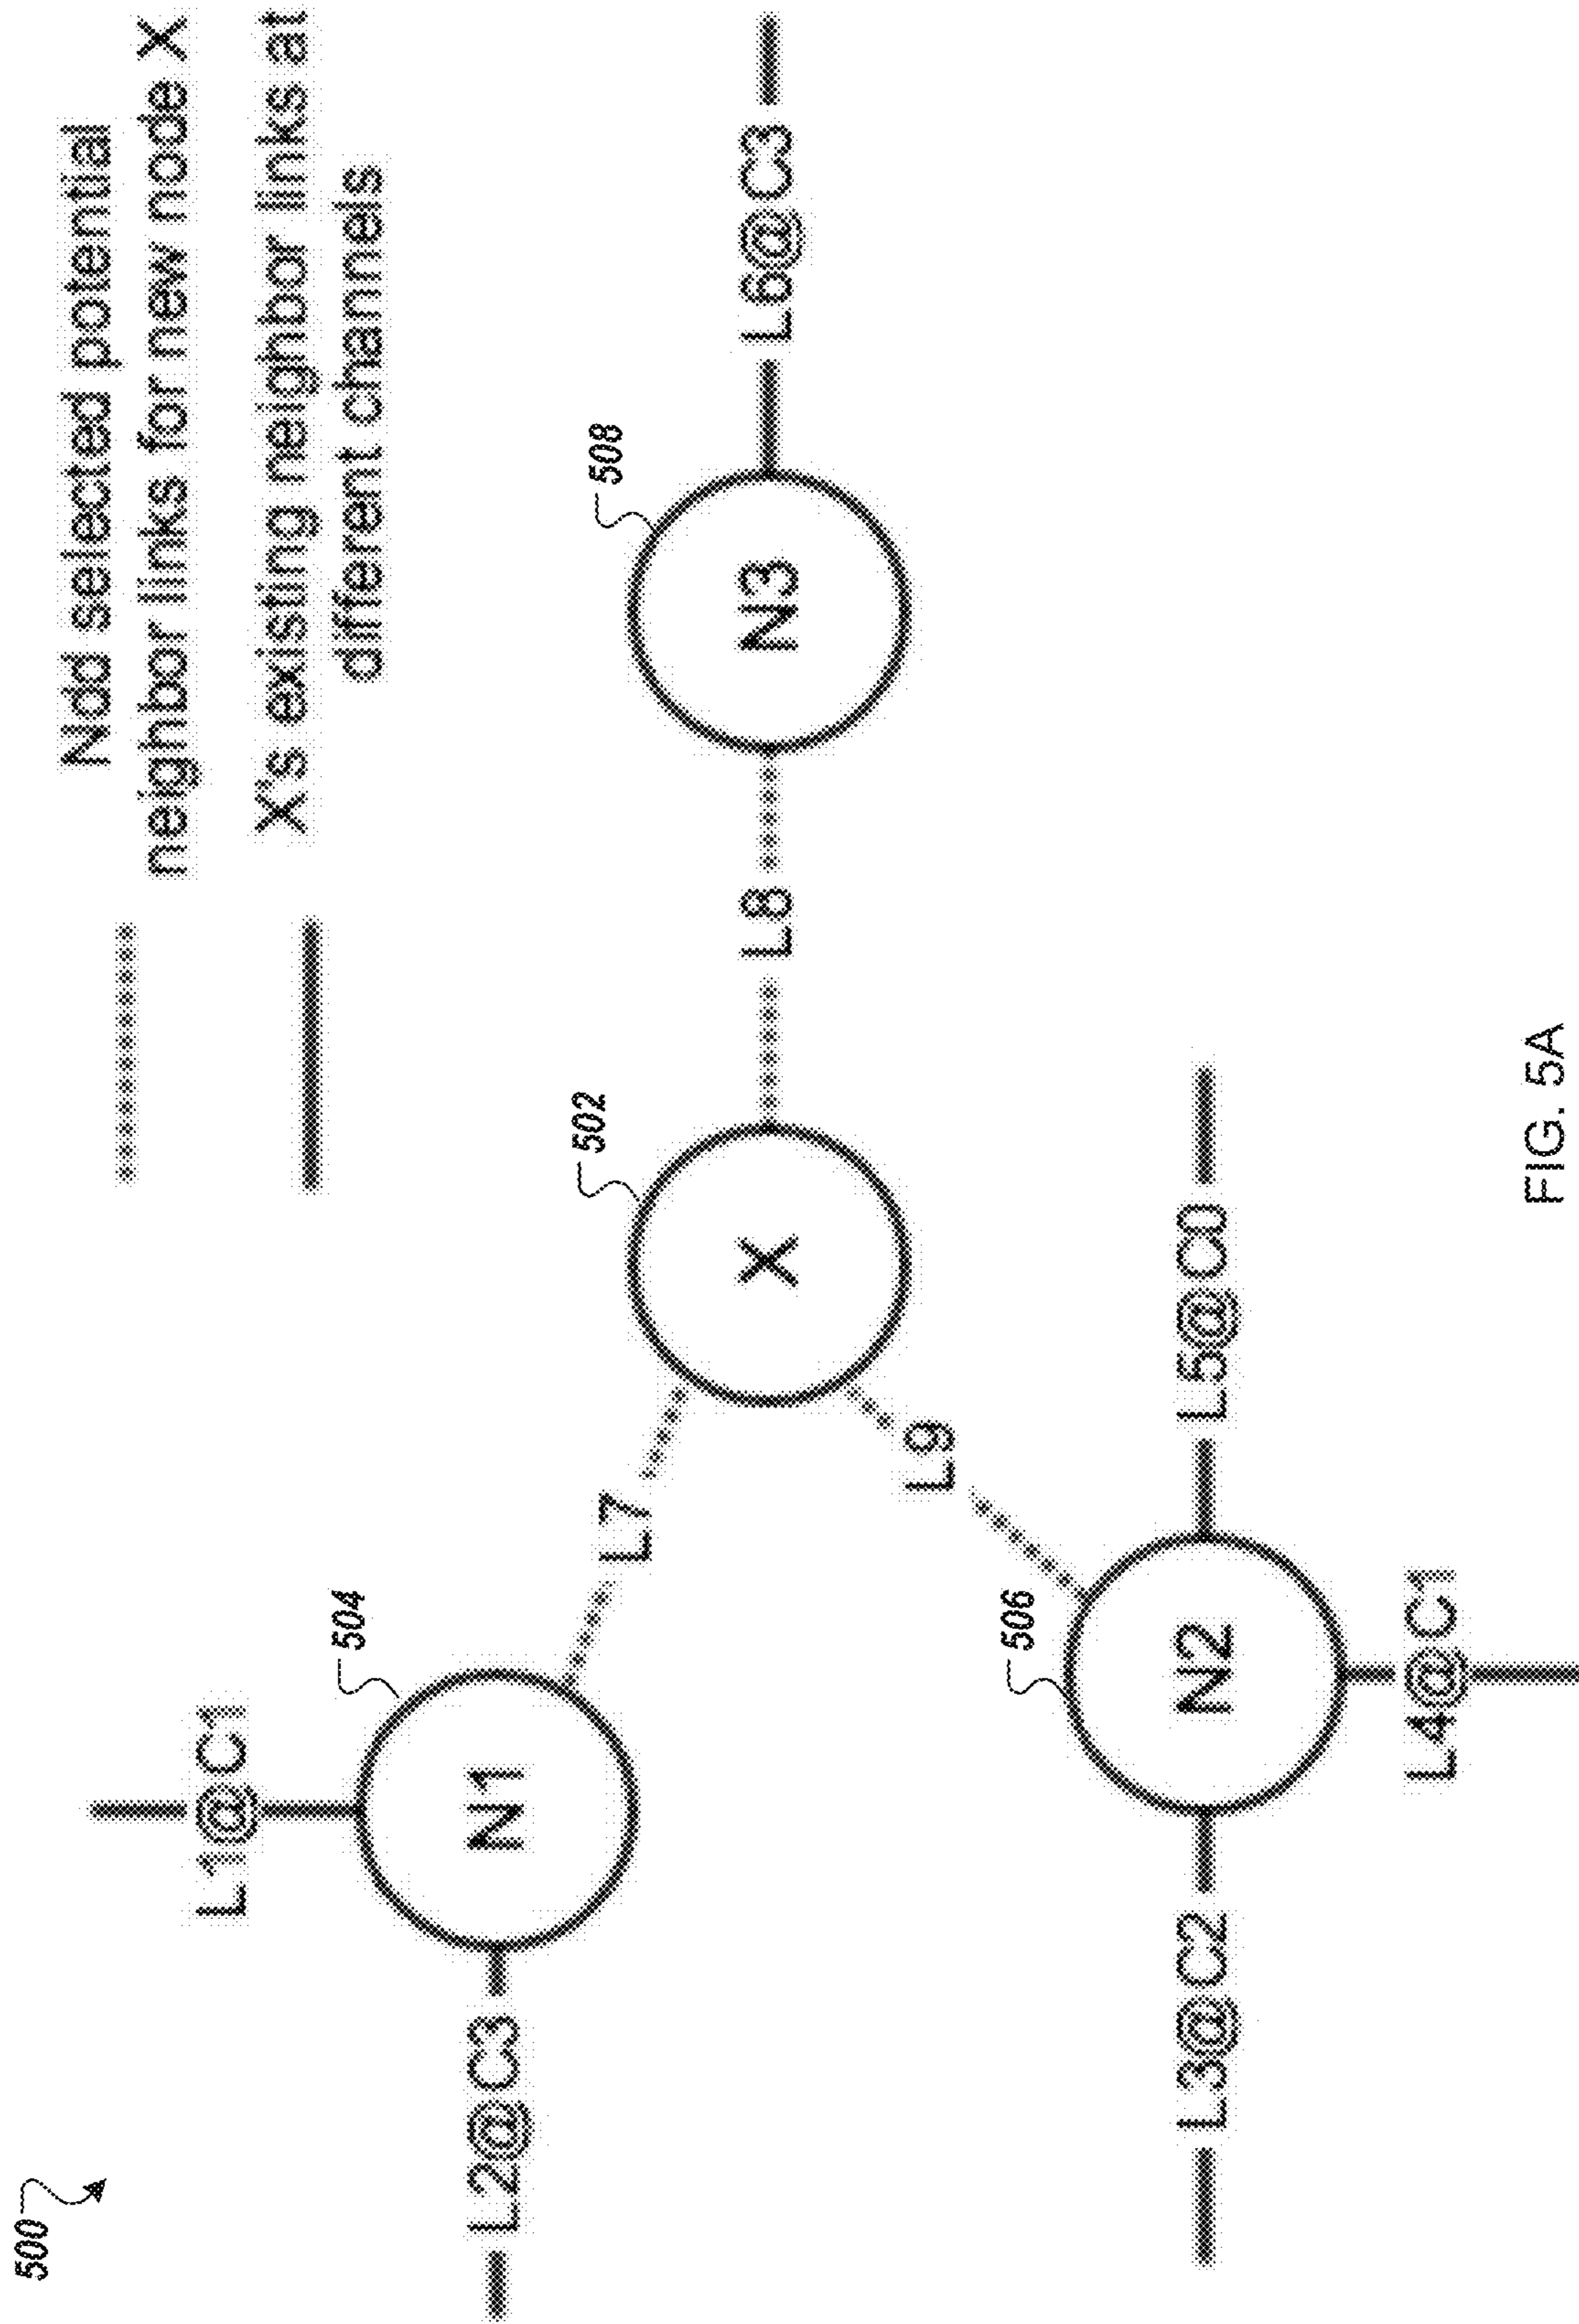 500
Ndd selected potential
neighbor links for new node X
X's existing neighbor links at
different channels
L1@C1
504
N1
L2@C3
L7
502
X
L8
508
N3
L6@C3
L9
506
N2
L3@C2
L5@C0
L4@C1
FIG. 5A